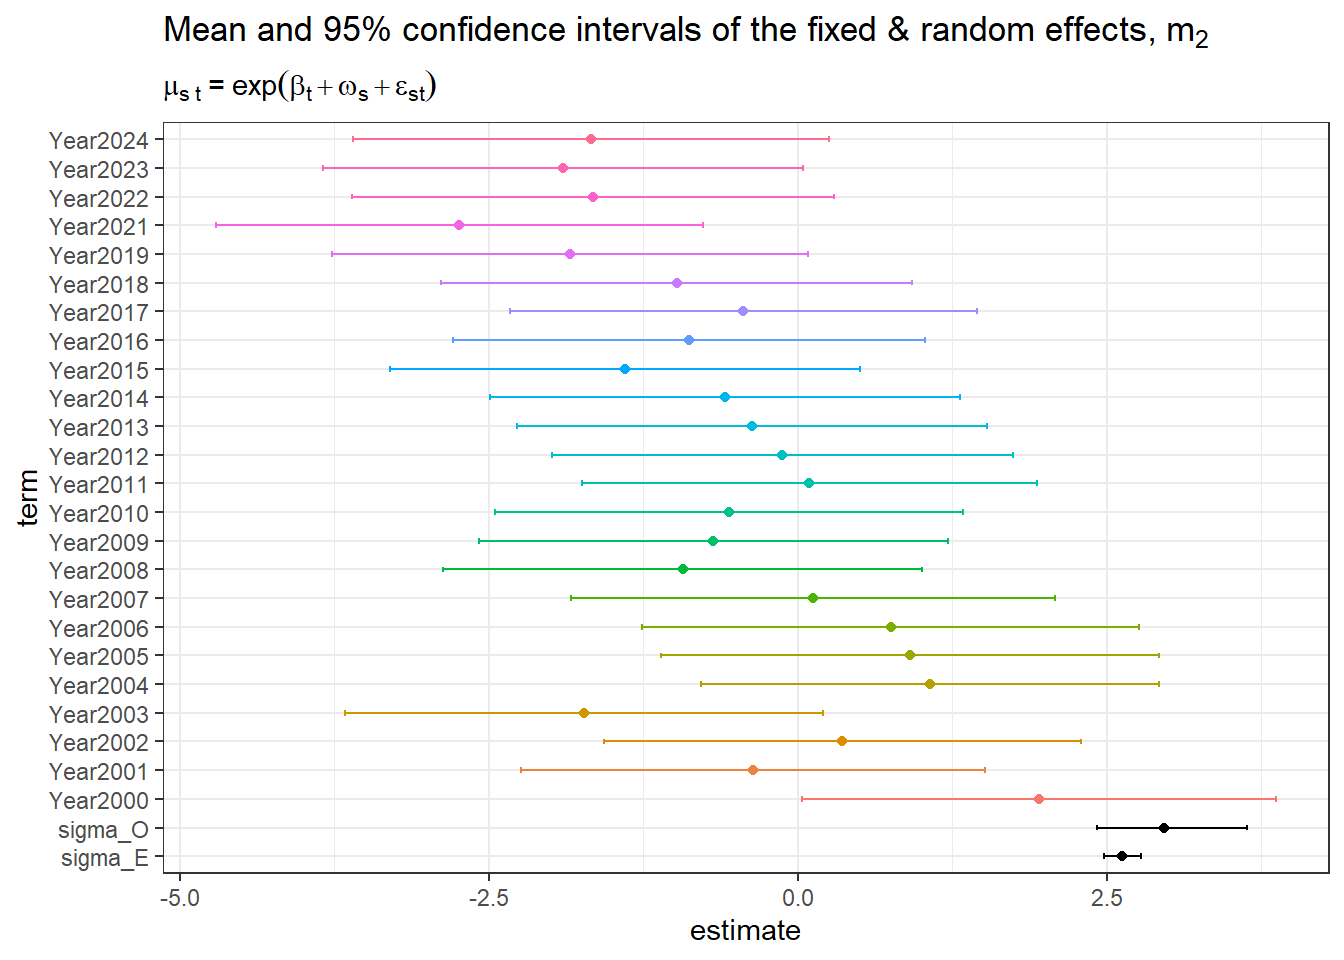 Mean and 95% confidence intervals of the fixed & random effects, m₂
μₛ ₜ = exp(βₜ + ωₛ + εₛₜ)
Year2024
Year2023
Year2022
Year2021
Year2019
Year2018
Year2017
Year2016
Year2015
Year2014
Year2013
Year2012
Year2011
Year2010
Year2009
Year2008
Year2007
Year2006
Year2005
Year2004
Year2003
Year2002
Year2001
Year2000
sigma_O
sigma_E
term
-5.0 -2.5 0.0 2.5
estimate